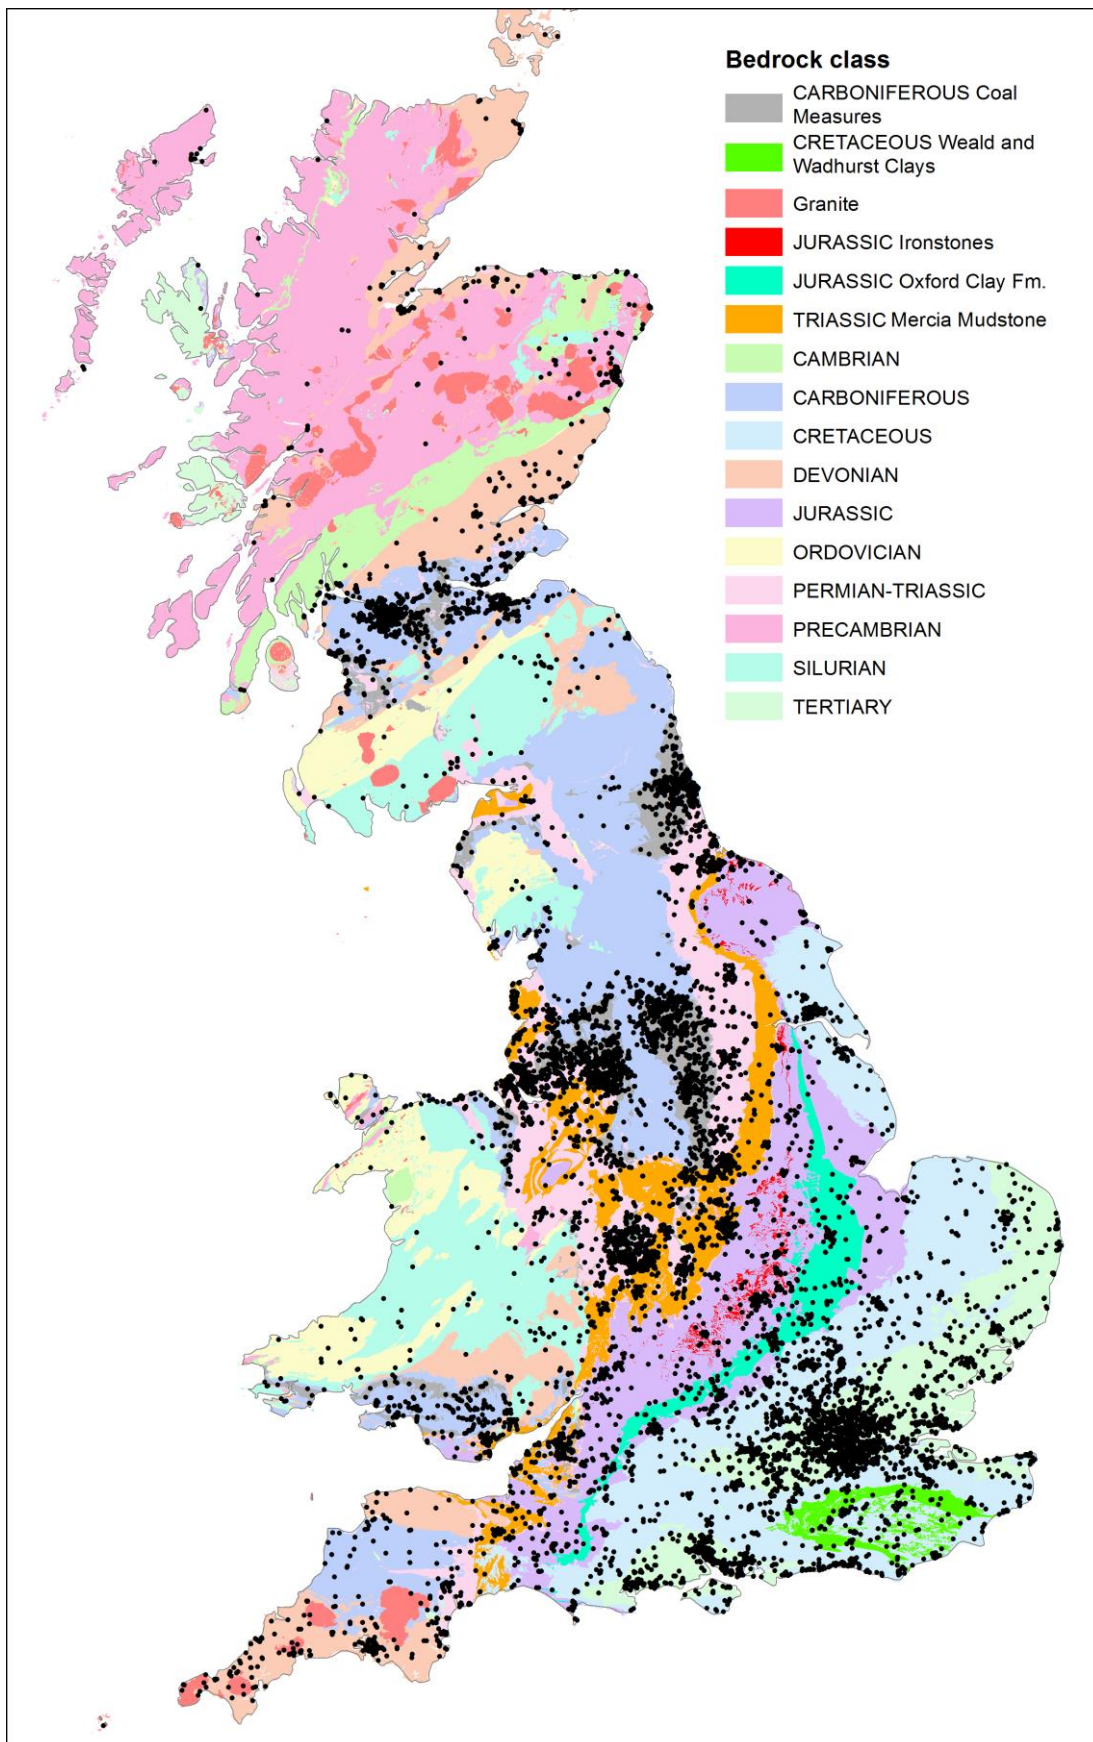 Bedrock class
CARBONIFEROUS Coal
Measures
CRETACEOUS Weald and
Wadhurst Clays
Granite
JURASSIC Ironstones
JURASSIC Oxford Clay Fm.
TRIASSIC Mercia Mudstone
CAMBRIAN
CARBONIFEROUS
CRETACEOUS
DEVONIAN
JURASSIC
ORDOVICIAN
PERMIAN-TRIASSIC
PRECAMBRIAN
SILURIAN
TERTIARY